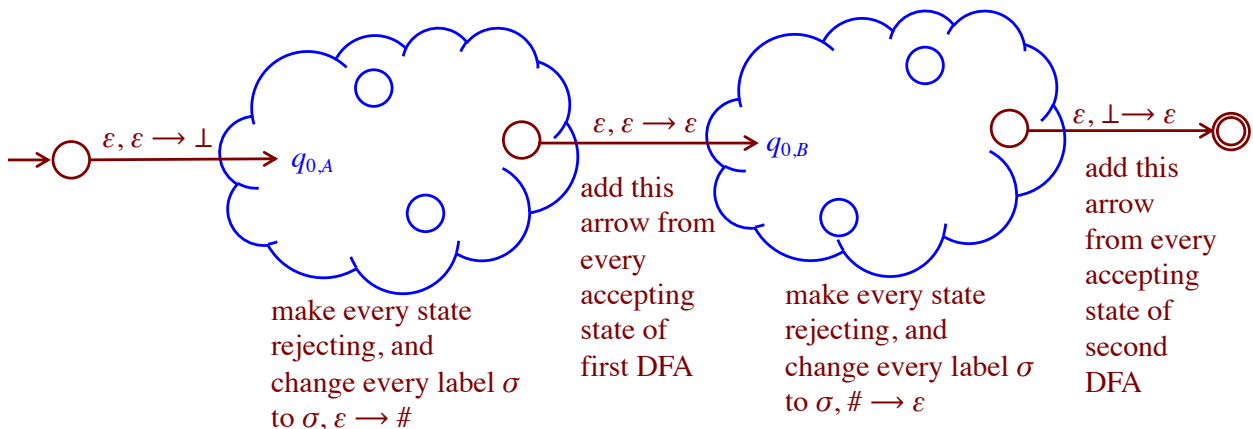 ε, ε → ⊥
q0,A
ε, ε → ε
q0,B
ε, ⊥→ ε
add this
arrow from
every
accepting
state of
first DFA
add this
arrow
from every
accepting
state of
second
DFA
make every state
rejecting, and
change every label σ
to σ, ε → #
make every state
rejecting, and
change every label σ
to σ, # → ε